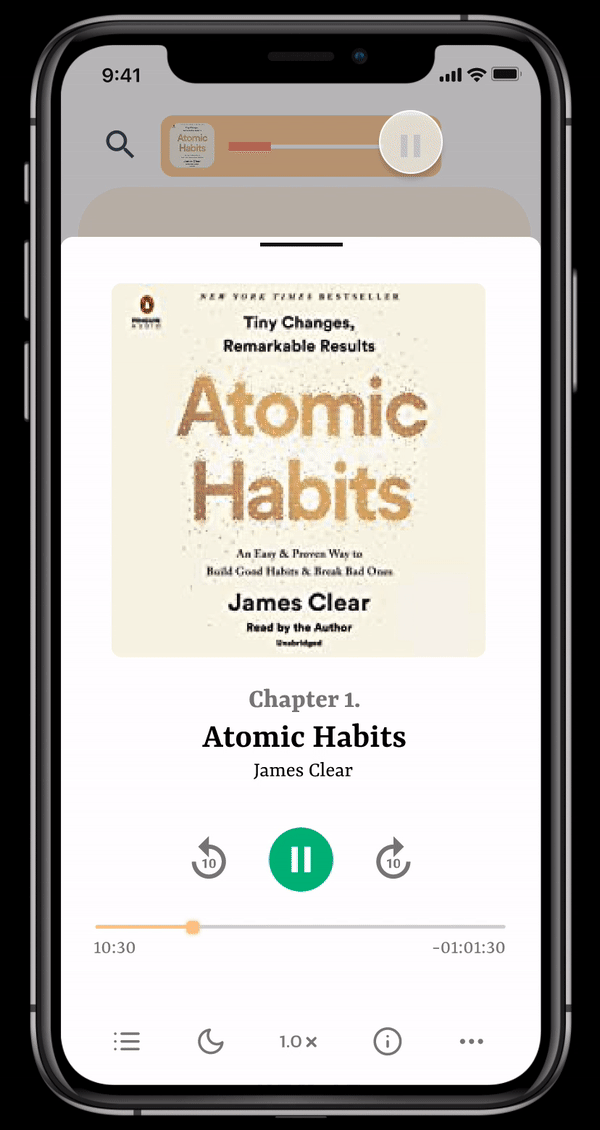 9:41
Atomic
Habits
NEW YORK TIMES BESTSELLER
PENGUIN
AUDIO
Tiny Changes,
Remarkable Results
Atomic
Habits
An Easy & Proven Way to
Build Good Habits & Break Bad Ones
James Clear
Read by the Author
Unabridged
Chapter 1.
Atomic Habits
James Clear
10
10
10:30
-01:01:30
1.0×